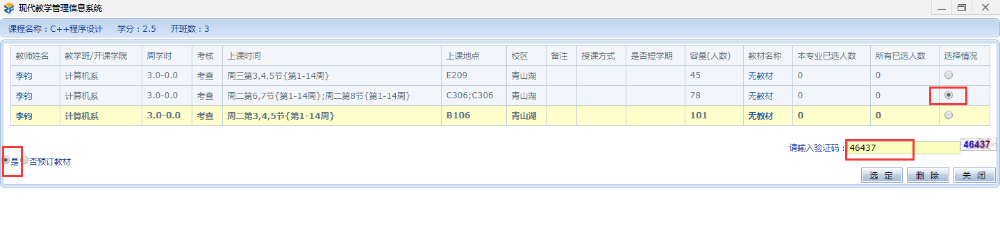 现代教学管理信息系统
课程名称：C++程序设计 学分：2.5 开班数：3
教师姓名 教学班/开课学院 周学时 考核 上课时间 上课地点 校区 备注 授课方式 是否短学期 容量(人数) 教材名称 本专业已选人数 所有已选人数 选择情况
李钧 计算机系 3.0-0.0 考查 周三第3,4,5节{第1-14周} E209 青山湖 45 无教材 0 0
李钧 计算机系 3.0-0.0 考查 周二第6,7节{第1-14周};周二第8节{第1-14周} C306;C306 青山湖 78 无教材 0 0
李钧 计算机系 3.0-0.0 考查 周二第3,4,5节{第1-14周} B106 青山湖 101 无教材 0 0
请输入验证码：46437 46437
是 否预订教材
选 定 删 除 关 闭